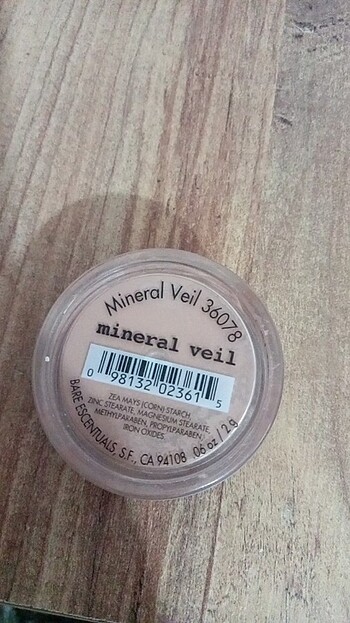 Mineral Veil 36078
mineral veil
0 98132 02361 5
ZEA MAYS (CORN) STARCH,
ZINC STEARATE, MAGNESIUM STEARATE,
METHYLPARABEN, PROPYLPARABEN,
IRON OXIDES.
BARE ESCENTUALS, S.F., CA 94108 .06 oz / 2 g